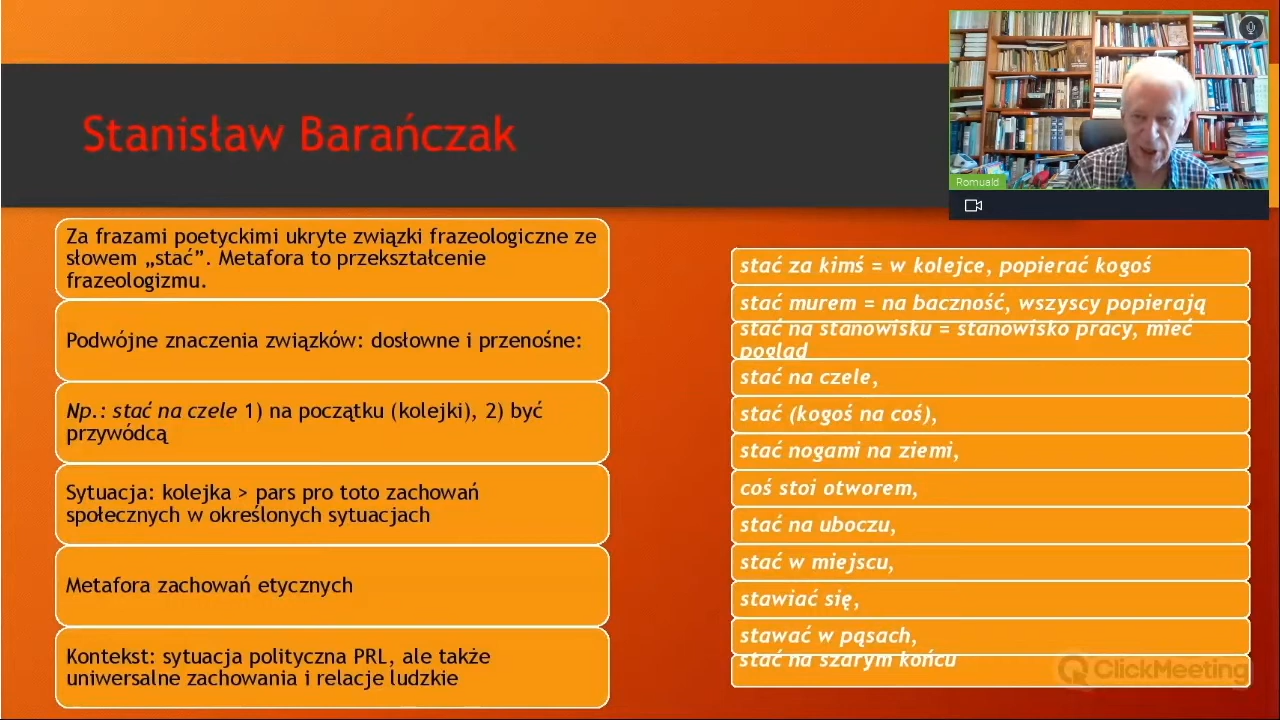 Stanisław Barańczak
Romuald
Za frazami poetyckimi ukryte związki frazeologiczne ze
słowem „stać”. Metafora to przekształcenie
frazeologizmu.
Podwójne znaczenia związków: dosłowne i przenośne:
Np.: stać na czele 1) na początku (kolejki), 2) być
przywódcą
Sytuacja: kolejka > pars pro toto zachowań
społecznych w określonych sytuacjach
Metafora zachowań etycznych
Kontekst: sytuacja polityczna PRL, ale także
uniwersalne zachowania i relacje ludzkie
stać za kimś = w kolejce, popierać kogoś
stać murem = na baczność, wszyscy popierają
stać na stanowisku = stanowisko pracy, mieć
pogląd
stać na czele,
stać (kogoś na coś),
stać nogami na ziemi,
coś stoi otworem,
stać na uboczu,
stać w miejscu,
stawiać się,
stawać w pąsach,
stać na szarym końcu
ClickMeeting